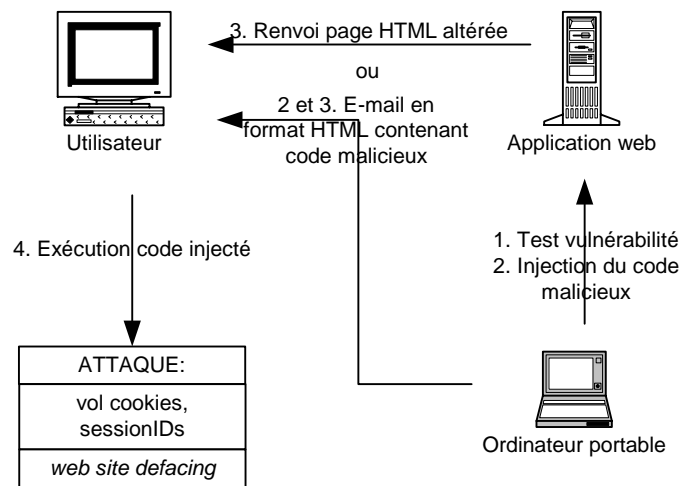 3. Renvoi page HTML altérée
ou
2 et 3. E-mail en
format HTML contenant
code malicieux
Utilisateur
Application web
4. Exécution code injecté
1. Test vulnérabilité
2. Injection du code
malicieux
ATTAQUE:
vol cookies,
sessionIDs
web site defacing
Ordinateur portable